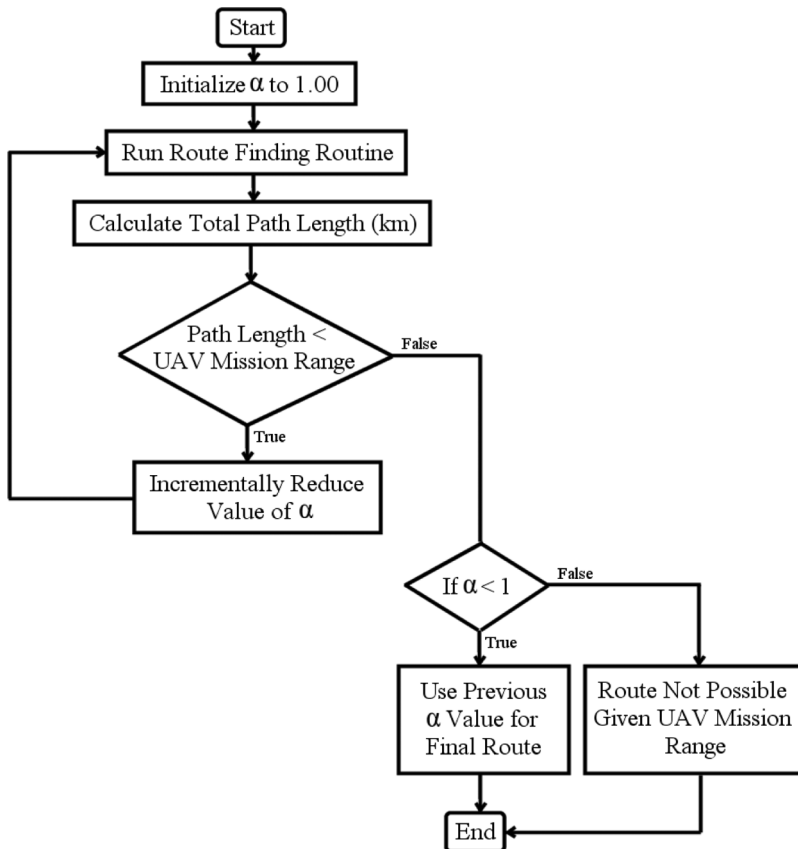 Start
Initialize α to 1.00
Run Route Finding Routine
Calculate Total Path Length (km)
Path Length <
UAV Mission Range
False
True
Incrementally Reduce
Value of α
If α < 1
False
True
Use Previous
α Value for
Final Route
Route Not Possible
Given UAV Mission
Range
End